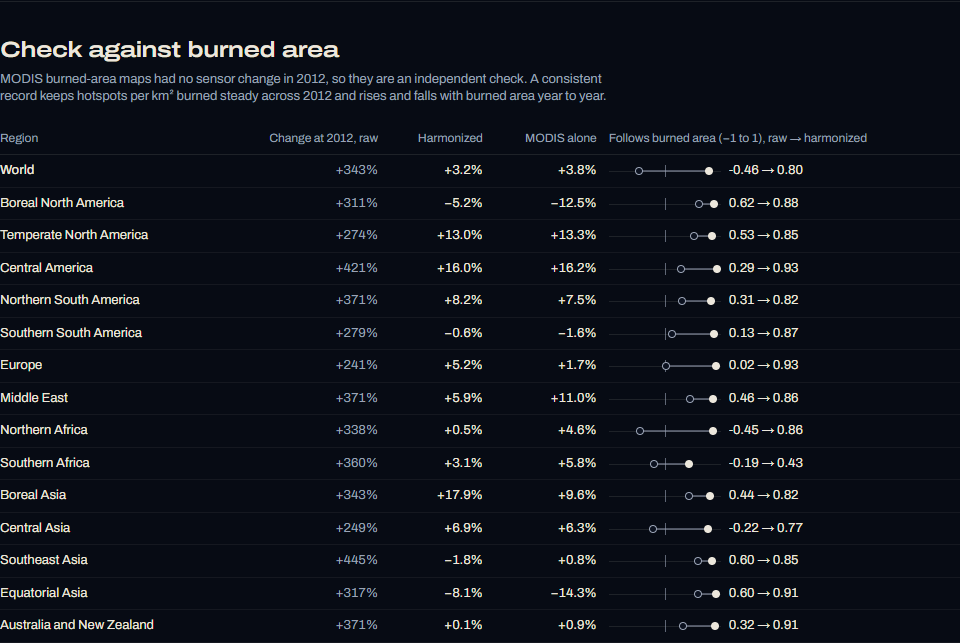 Check against burned area
MODIS burned-area maps had no sensor change in 2012, so they are an independent check. A consistent
record keeps hotspots per km² burned steady across 2012 and rises and falls with burned area year to year.
Region Change at 2012, raw Harmonized MODIS alone Follows burned area (−1 to 1), raw → harmonized
World +343% +3.2% +3.8% -0.46 → 0.80
Boreal North America +311% −5.2% −12.5% 0.62 → 0.88
Temperate North America +274% +13.0% +13.3% 0.53 → 0.85
Central America +421% +16.0% +16.2% 0.29 → 0.93
Northern South America +371% +8.2% +7.5% 0.31 → 0.82
Southern South America +279% −0.6% −1.6% 0.13 → 0.87
Europe +241% +5.2% +1.7% 0.02 → 0.93
Middle East +371% +5.9% +11.0% 0.46 → 0.86
Northern Africa +338% +0.5% +4.6% -0.45 → 0.86
Southern Africa +360% +3.1% +5.8% -0.19 → 0.43
Boreal Asia +343% +17.9% +9.6% 0.44 → 0.82
Central Asia +249% +6.9% +6.3% -0.22 → 0.77
Southeast Asia +445% −1.8% +0.8% 0.60 → 0.85
Equatorial Asia +317% −8.1% −14.3% 0.60 → 0.91
Australia and New Zealand +371% +0.1% +0.9% 0.32 → 0.91